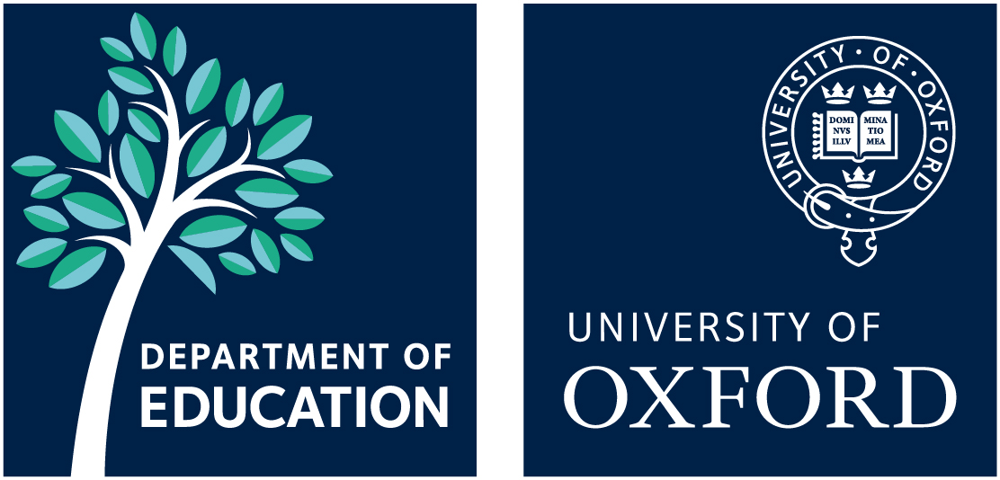 DEPARTMENT OF
EDUCATION
UNIVERSITY · OF · OXFORD
DOMI MINA
NVS TIO
ILLV MEA
UNIVERSITY OF
OXFORD